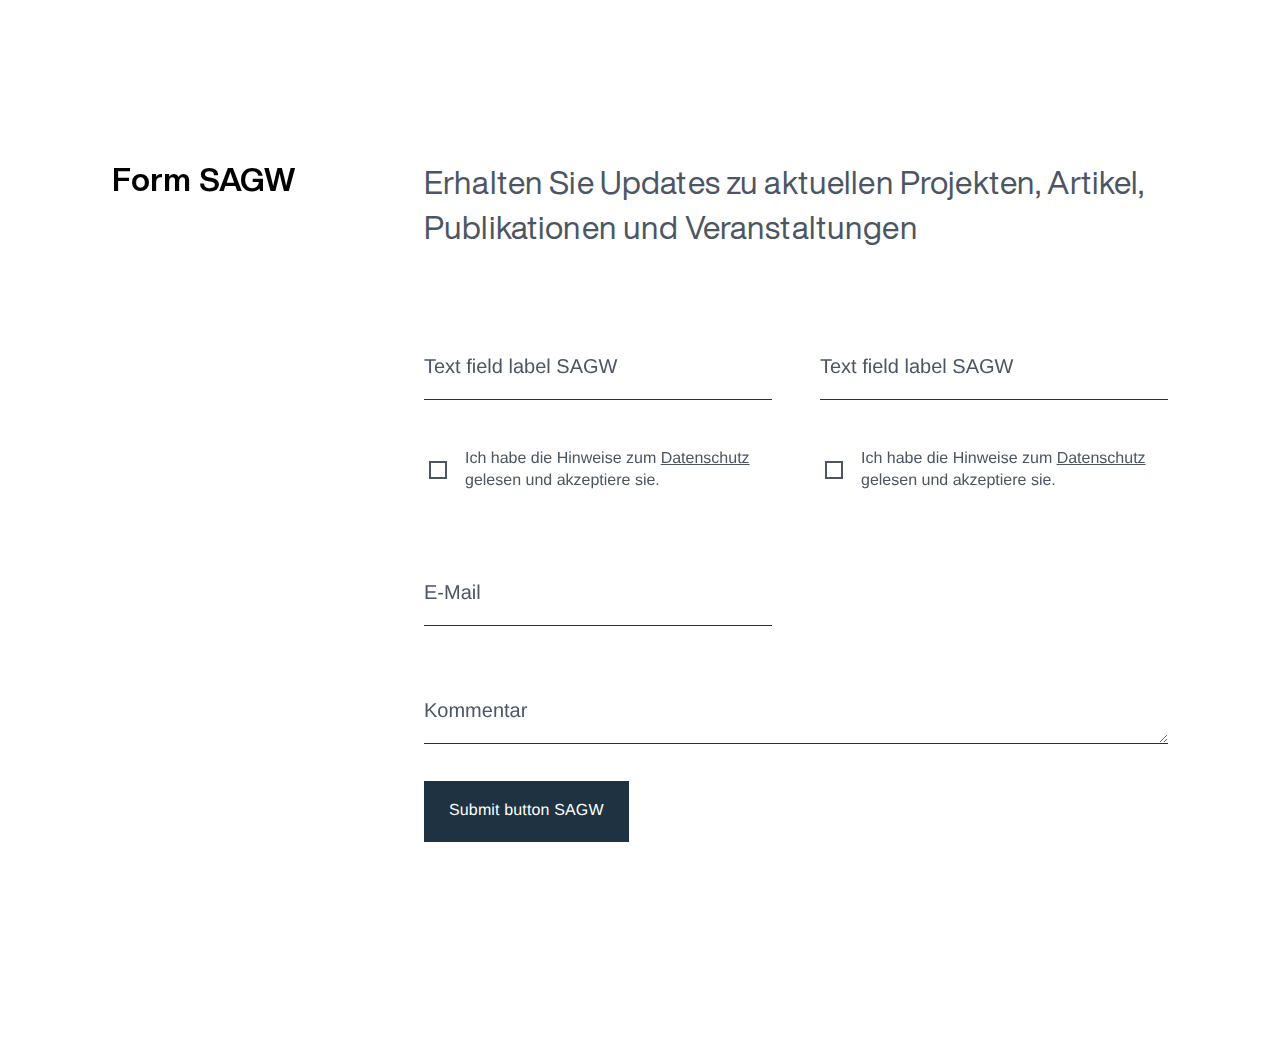 Form SAGW
Erhalten Sie Updates zu aktuellen Projekten, Artikel,
Publikationen und Veranstaltungen
Text field label SAGW
Text field label SAGW
Ich habe die Hinweise zum Datenschutz
gelesen und akzeptiere sie.
Ich habe die Hinweise zum Datenschutz
gelesen und akzeptiere sie.
E-Mail
Kommentar
Submit button SAGW